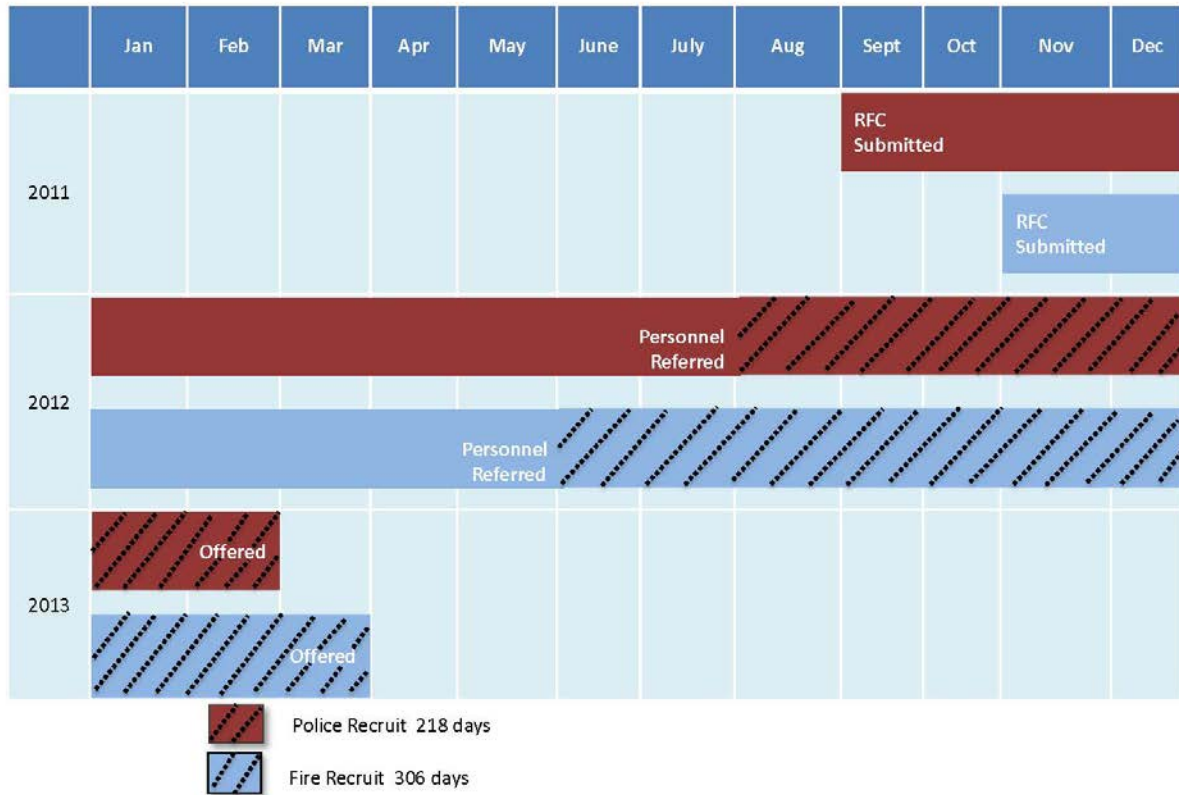 Jan Feb Mar Apr May June July Aug Sept Oct Nov Dec
2011
RFC
Submitted
RFC
Submitted
2012
Personnel
Referred
Personnel
Referred
2013
Offered
Offered
Police Recruit 218 days
Fire Recruit 306 days